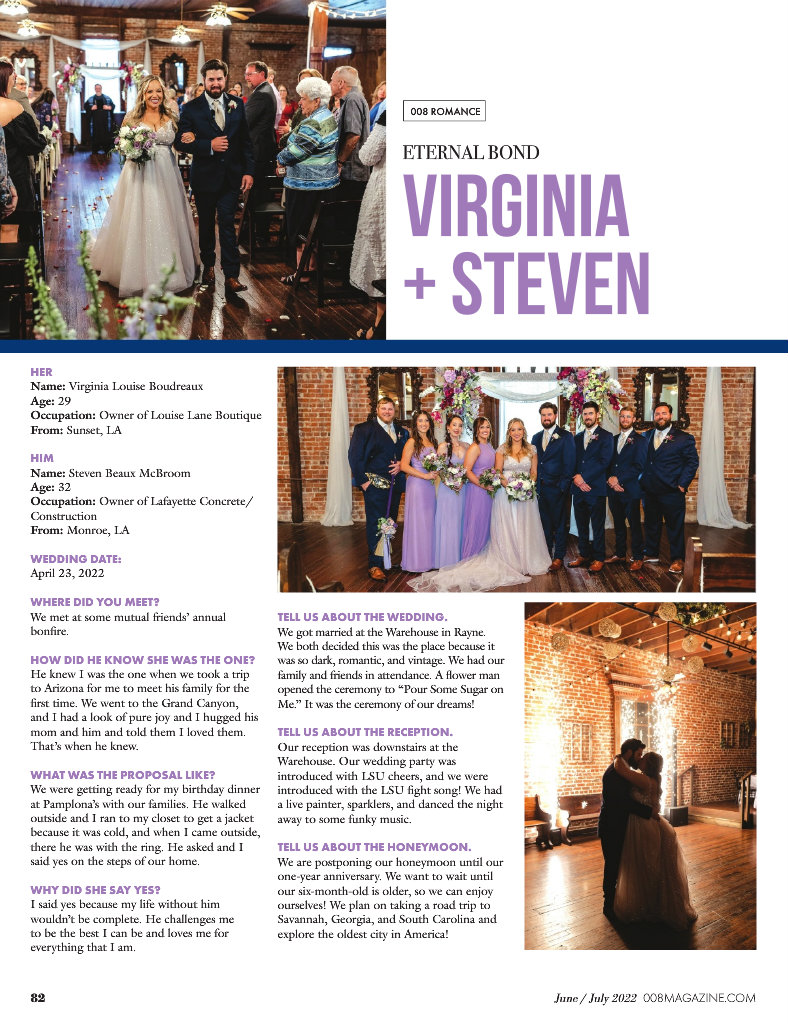 008 ROMANCE
ETERNAL BOND
VIRGINIA
+ STEVEN
HER
Name: Virginia Louise Boudreaux
Age: 29
Occupation: Owner of Louise Lane Boutique
From: Sunset, LA
HIM
Name: Steven Beaux McBroom
Age: 32
Occupation: Owner of Lafayette Concrete/
Construction
From: Monroe, LA
WEDDING DATE:
April 23, 2022
WHERE DID YOU MEET?
We met at some mutual friends’ annual
bonfire.
HOW DID HE KNOW SHE WAS THE ONE?
He knew I was the one when we took a trip
to Arizona for me to meet his family for the
first time. We went to the Grand Canyon,
and I had a look of pure joy and I hugged his
mom and him and told them I loved them.
That’s when he knew.
WHAT WAS THE PROPOSAL LIKE?
We were getting ready for my birthday dinner
at Pamplona’s with our families. He walked
outside and I ran to my closet to get a jacket
because it was cold, and when I came outside,
there he was with the ring. He asked and I
said yes on the steps of our home.
WHY DID SHE SAY YES?
I said yes because my life without him
wouldn’t be complete. He challenges me
to be the best I can be and loves me for
everything that I am.
TELL US ABOUT THE WEDDING.
We got married at the Warehouse in Rayne.
We both decided this was the place because it
was so dark, romantic, and vintage. We had our
family and friends in attendance. A flower man
opened the ceremony to “Pour Some Sugar on
Me.” It was the ceremony of our dreams!
TELL US ABOUT THE RECEPTION.
Our reception was downstairs at the
Warehouse. Our wedding party was
introduced with LSU cheers, and we were
introduced with the LSU fight song! We had
a live painter, sparklers, and danced the night
away to some funky music.
TELL US ABOUT THE HONEYMOON.
We are postponing our honeymoon until our
one-year anniversary. We want to wait until
our six-month-old is older, so we can enjoy
ourselves! We plan on taking a road trip to
Savannah, Georgia, and South Carolina and
explore the oldest city in America!
82
June / July 2022 008MAGAZINE.COM